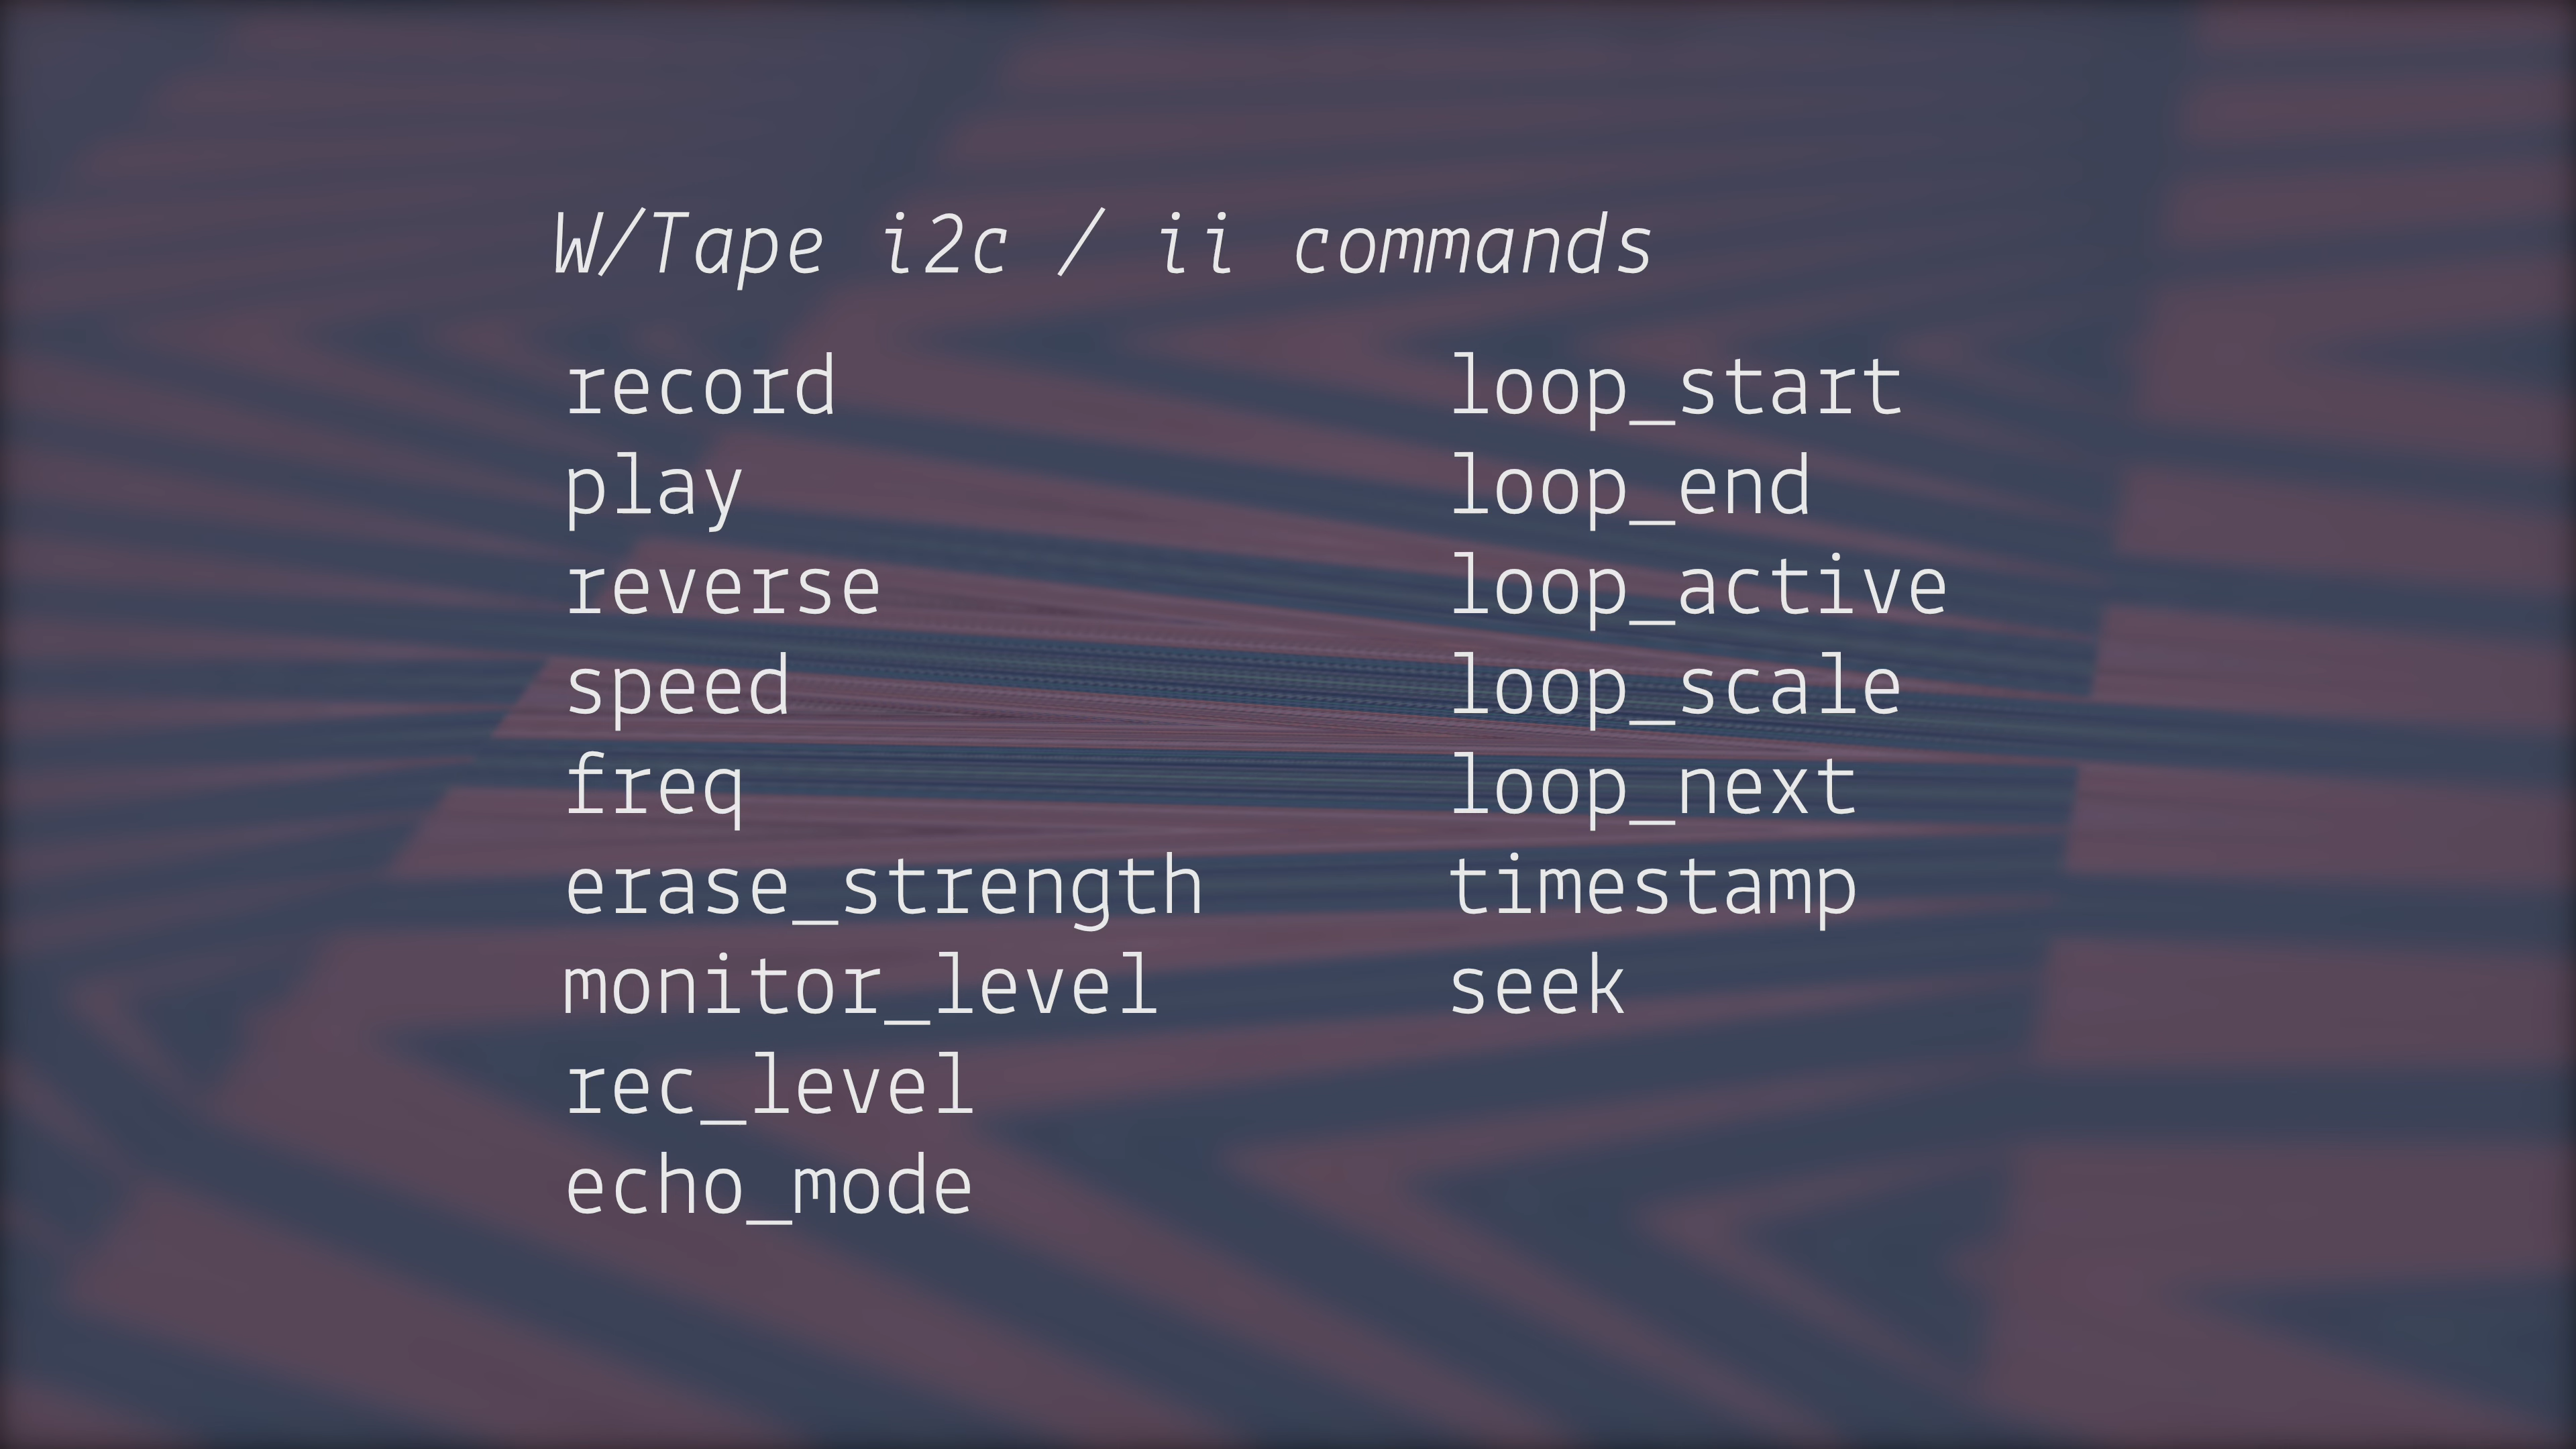 W/Tape i2c / ii commands
record
play
reverse
speed
freq
erase_strength
monitor_level
rec_level
echo_mode
loop_start
loop_end
loop_active
loop_scale
loop_next
timestamp
seek